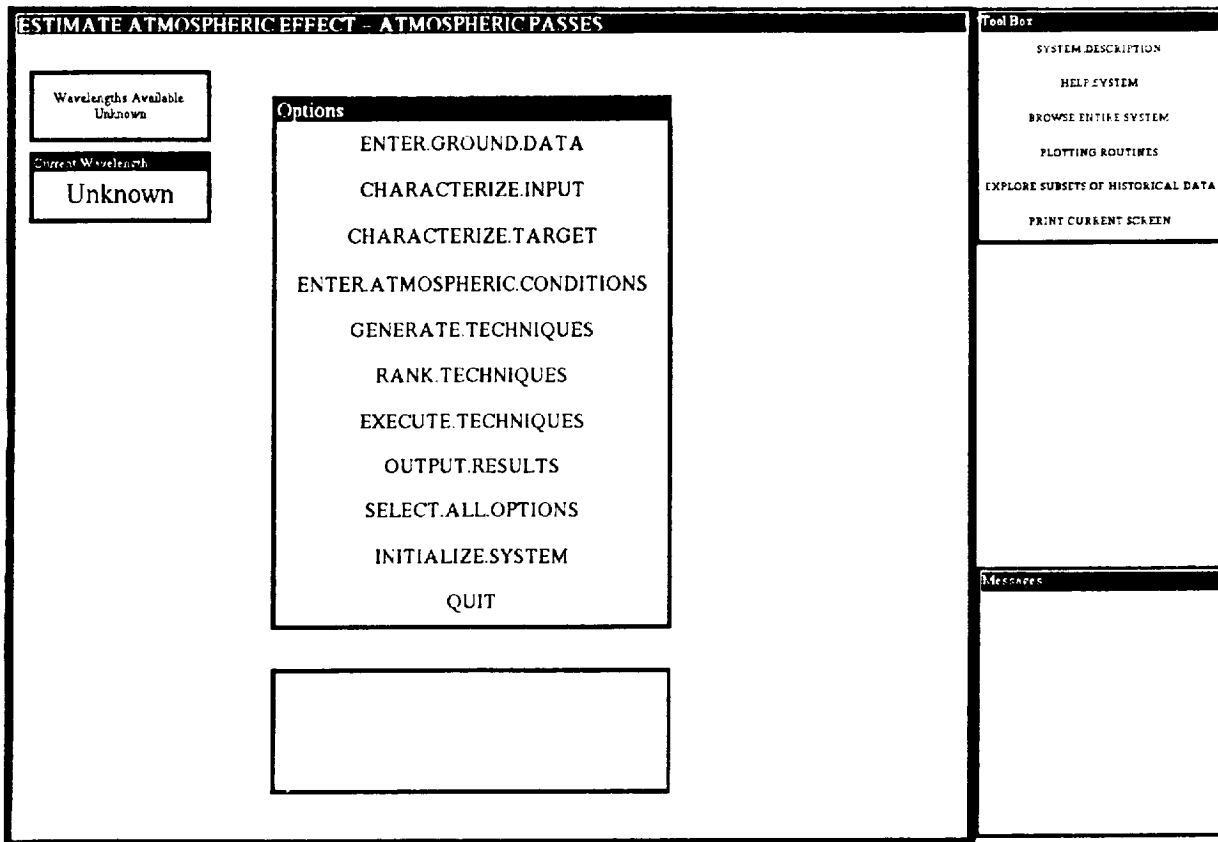 ESTIMATE ATMOSPHERIC EFFECT – ATMOSPHERIC PASSES
Wavelengths Available
Unknown
Current Wavelength
Unknown
Options
ENTER.GROUND.DATA
CHARACTERIZE.INPUT
CHARACTERIZE.TARGET
ENTER.ATMOSPHERIC.CONDITIONS
GENERATE.TECHNIQUES
RANK.TECHNIQUES
EXECUTE.TECHNIQUES
OUTPUT.RESULTS
SELECT.ALL.OPTIONS
INITIALIZE.SYSTEM
QUIT
Tool Box
SYSTEM.DESCRIPTION
HELP.SYSTEM
BROWSE ENTIRE SYSTEM
PLOTTING ROUTINES
EXPLORE SUBSETS OF HISTORICAL DATA
PRINT CURRENT SCREEN
Messages